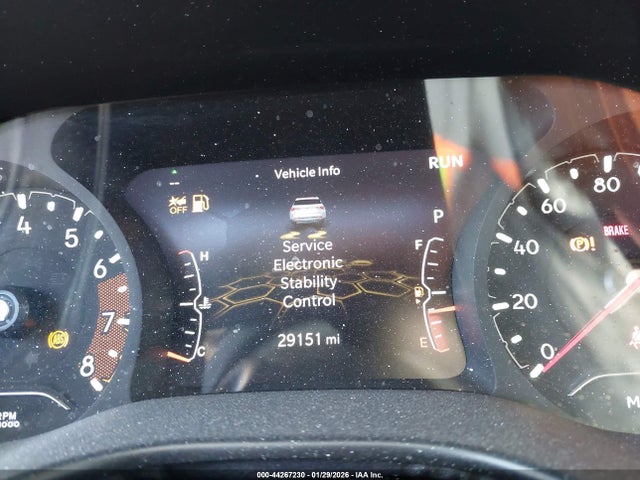 Vehicle Info
RUN
--
OFF
P
Service
Electronic
Stability
Control
29151 mi
H
C
F
E
4
5
6
7
8
ABS
RPM
0
20
40
60
80
BRAKE
(P)!
000-44267230 - 01/29/2026 - IAA Inc.